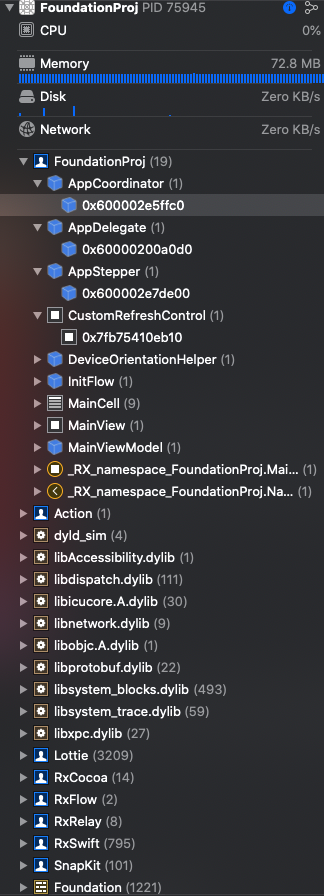 FoundationProj PID 75945
CPU 0%
Memory 72.8 MB
Disk Zero KB/s
Network Zero KB/s
FoundationProj (19)
AppCoordinator (1)
0x600002e5ffc0
AppDelegate (1)
0x60000200a0d0
AppStepper (1)
0x600002e7de00
CustomRefreshControl (1)
0x7fb75410eb10
DeviceOrientationHelper (1)
InitFlow (1)
MainCell (9)
MainView (1)
MainViewModel (1)
_RX_namespace_FoundationProj.Mai... (1)
_RX_namespace_FoundationProj.Na... (1)
Action (1)
dyld_sim (4)
libAccessibility.dylib (1)
libdispatch.dylib (111)
libicucore.A.dylib (30)
libnetwork.dylib (9)
libobjc.A.dylib (1)
libprotobuf.dylib (22)
libsystem_blocks.dylib (493)
libsystem_trace.dylib (59)
libxpc.dylib (27)
Lottie (3209)
RxCocoa (14)
RxFlow (2)
RxRelay (8)
RxSwift (795)
SnapKit (101)
Foundation (1221)